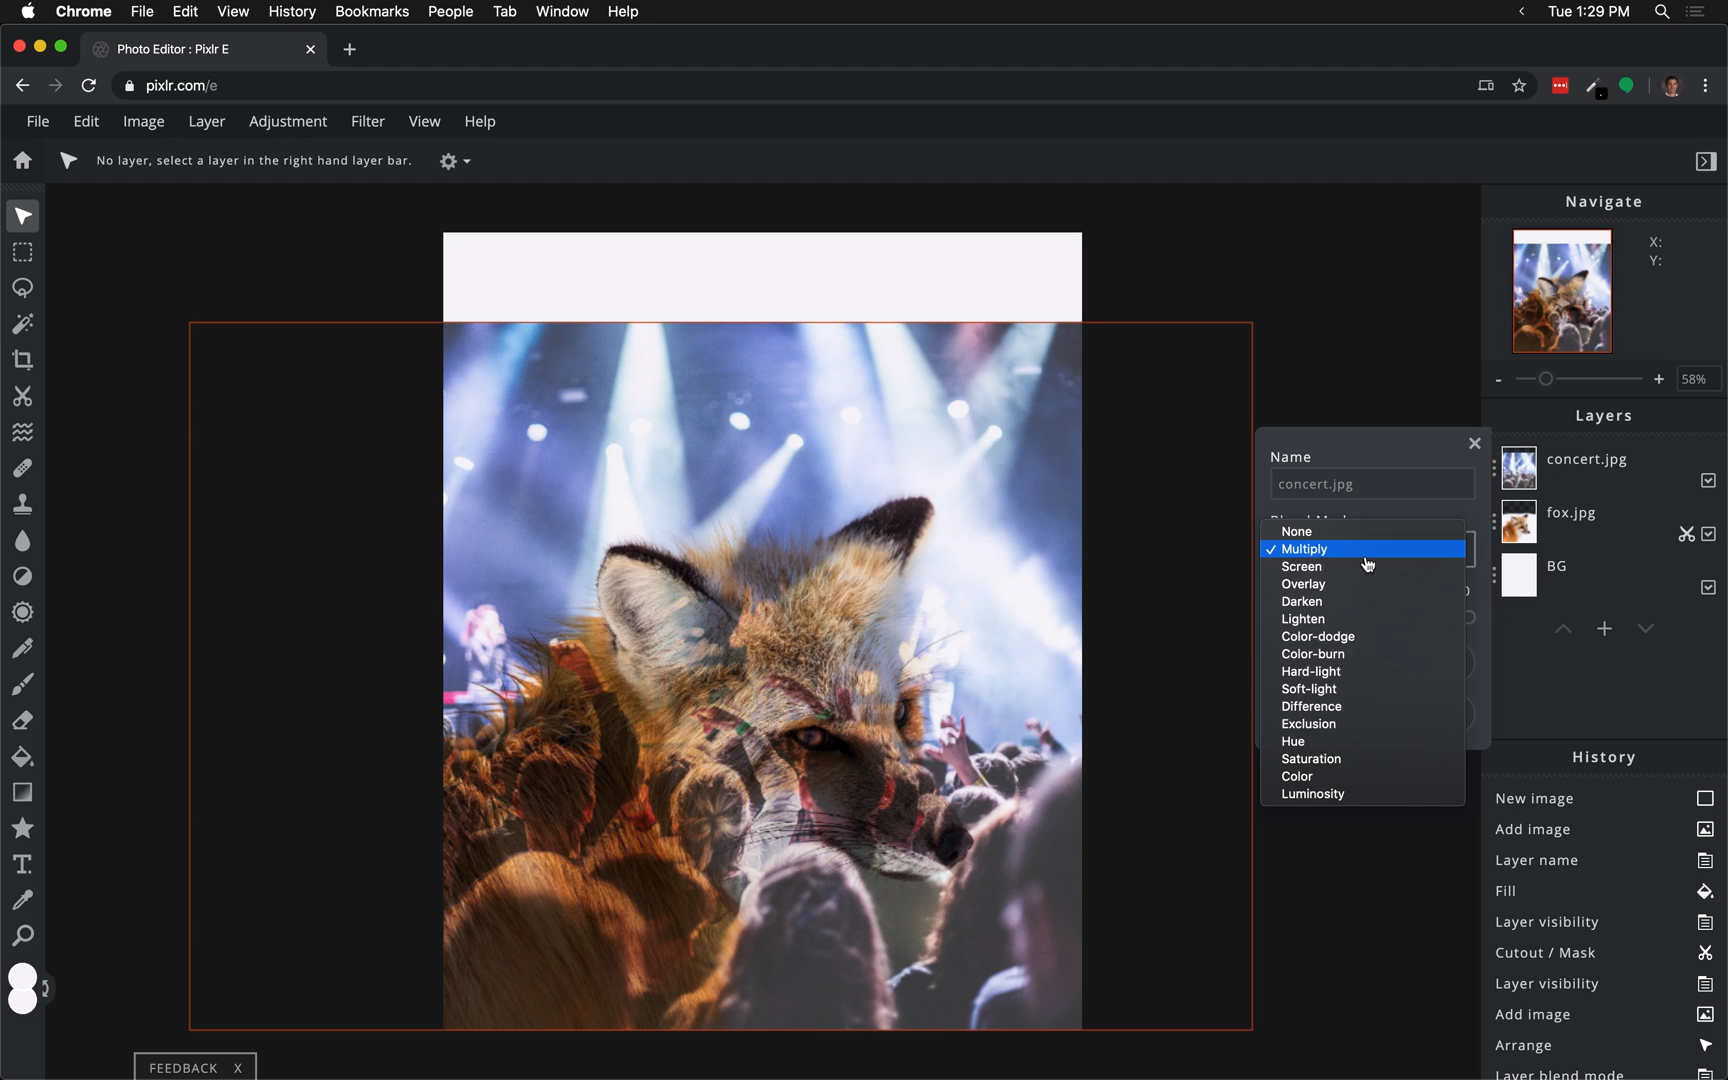 Chrome File Edit View History Bookmarks People Tab Window Help Tue 1:29 PM
Photo Editor : Pixlr E
pixlr.com/e
File Edit Image Layer Adjustment Filter View Help
No layer, select a layer in the right hand layer bar.
Navigate
X:
Y:
- + 58%
Layers
concert.jpg
fox.jpg
BG
Name
concert.jpg
None
✓ Multiply
Screen
Overlay
Darken
Lighten
Color-dodge
Color-burn
Hard-light
Soft-light
Difference
Exclusion
Hue
Saturation
Color
Luminosity
History
New image
Add image
Layer name
Fill
Layer visibility
Cutout / Mask
Layer visibility
Add image
Arrange
Layer blend mode
FEEDBACK X